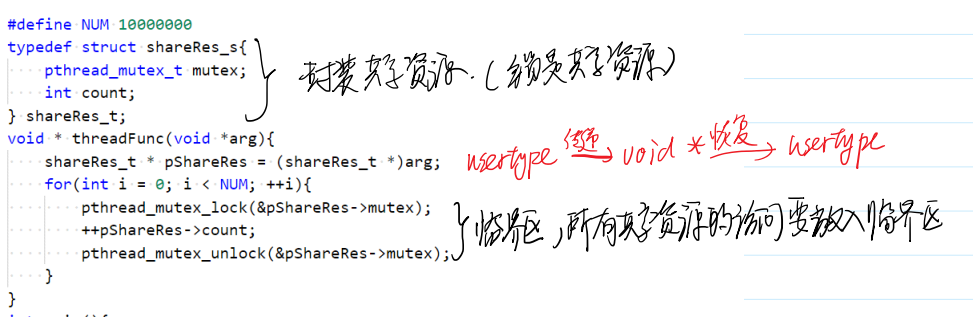 #define NUM 10000000
typedef struct shareRes_s{
pthread_mutex_t mutex;
int count;
} shareRes_t;
封装共享资源.(锁是共享资源)
void * threadFunc(void *arg){
shareRes_t * pShareRes = (shareRes_t *)arg;
usertype 传递 void * 恢复 usertype
for(int i = 0; i < NUM; ++i){
pthread_mutex_lock(&pShareRes->mutex);
++pShareRes->count;
pthread_mutex_unlock(&pShareRes->mutex);
临界区,所有共享资源的访问要放入临界区
}
}